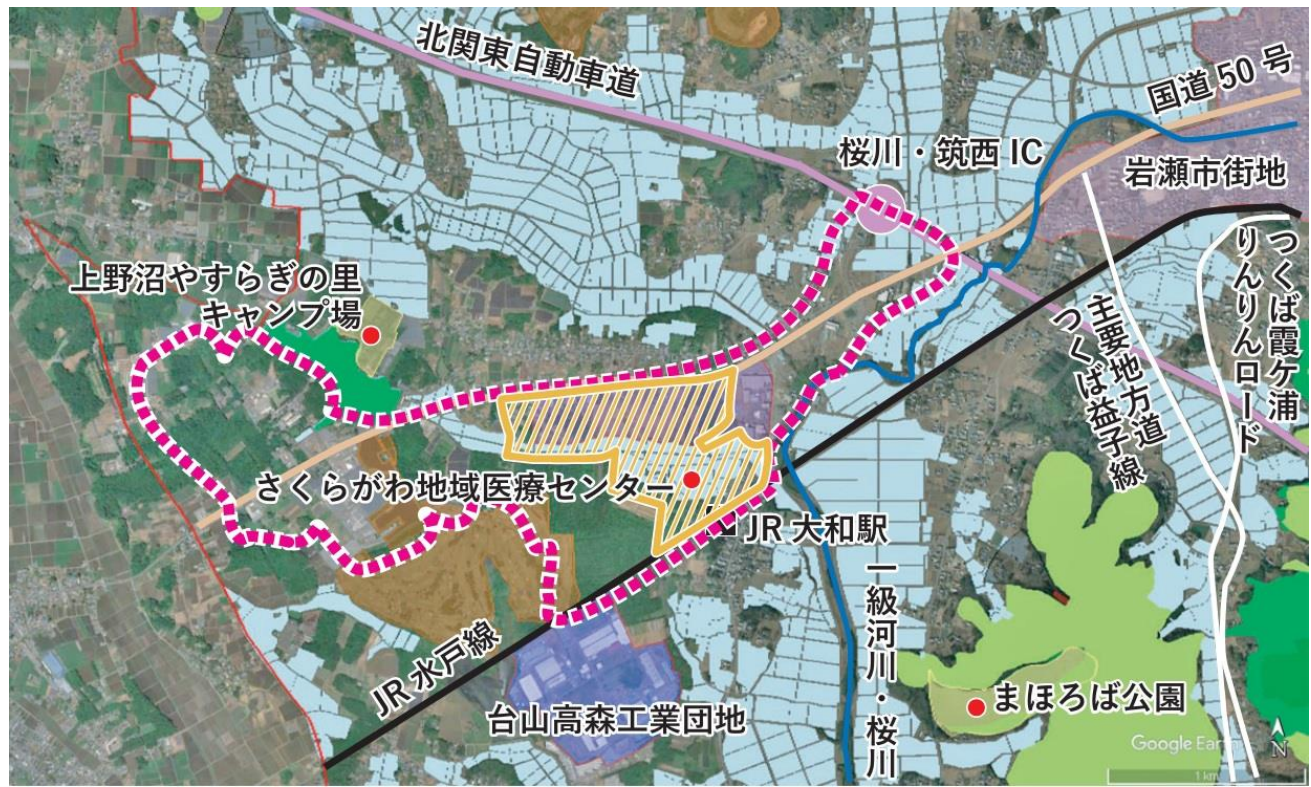 北関東自動車道
国道 50 号
桜川・筑西 IC
岩瀬市街地
上野沼やすらぎの里
キャンプ場
つくば霞ケ浦
りんりんロード
主要地方道
つくば益子線
さくらがわ地域医療センター
JR 大和駅
一級河川・桜川
JR 水戸線
台山高森工業団地
まほろば公園
Google Earth
N
1 km